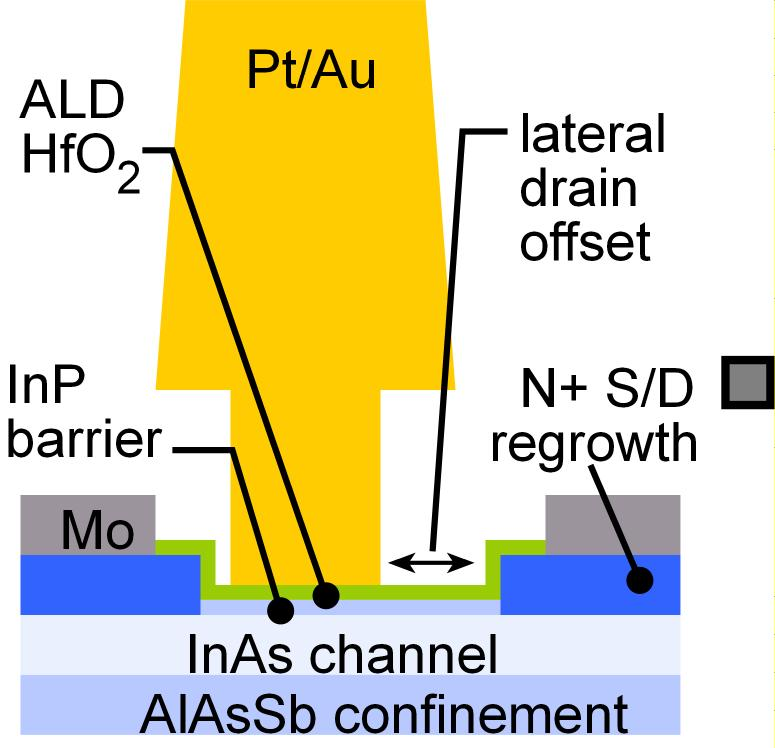 Pt/Au
ALD
HfO₂
lateral
drain
offset
InP
barrier
N+ S/D
regrowth
Mo
InAs channel
AlAsSb confinement